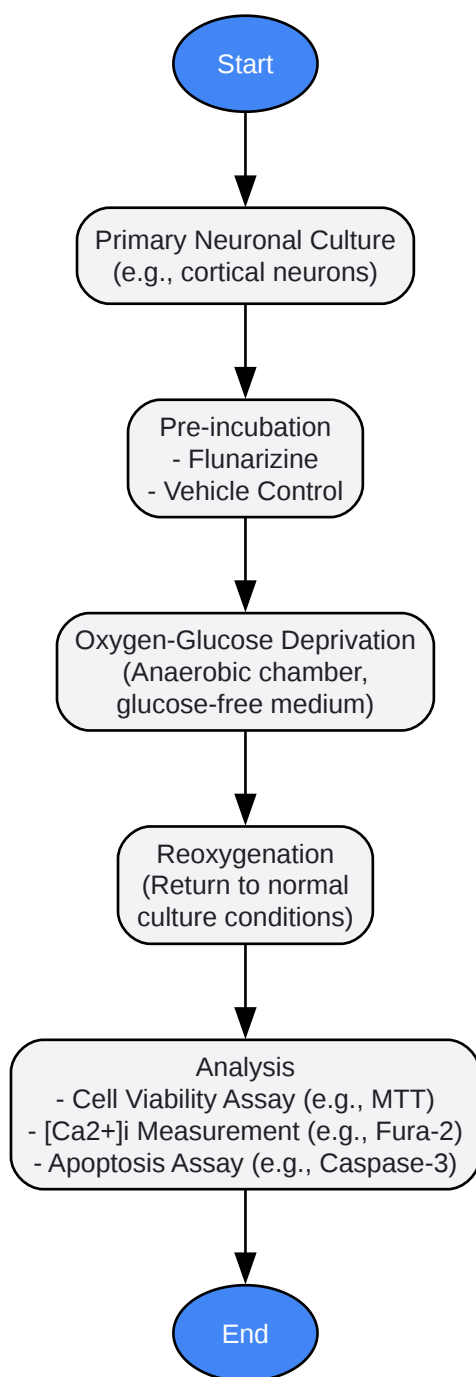 Start
Primary Neuronal Culture
(e.g., cortical neurons)
Pre-incubation
- Flunarizine
- Vehicle Control
Oxygen-Glucose Deprivation
(Anaerobic chamber,
glucose-free medium)
Reoxygenation
(Return to normal
culture conditions)
Analysis
- Cell Viability Assay (e.g., MTT)
- [Ca2+]i Measurement (e.g., Fura-2)
- Apoptosis Assay (e.g., Caspase-3)
End